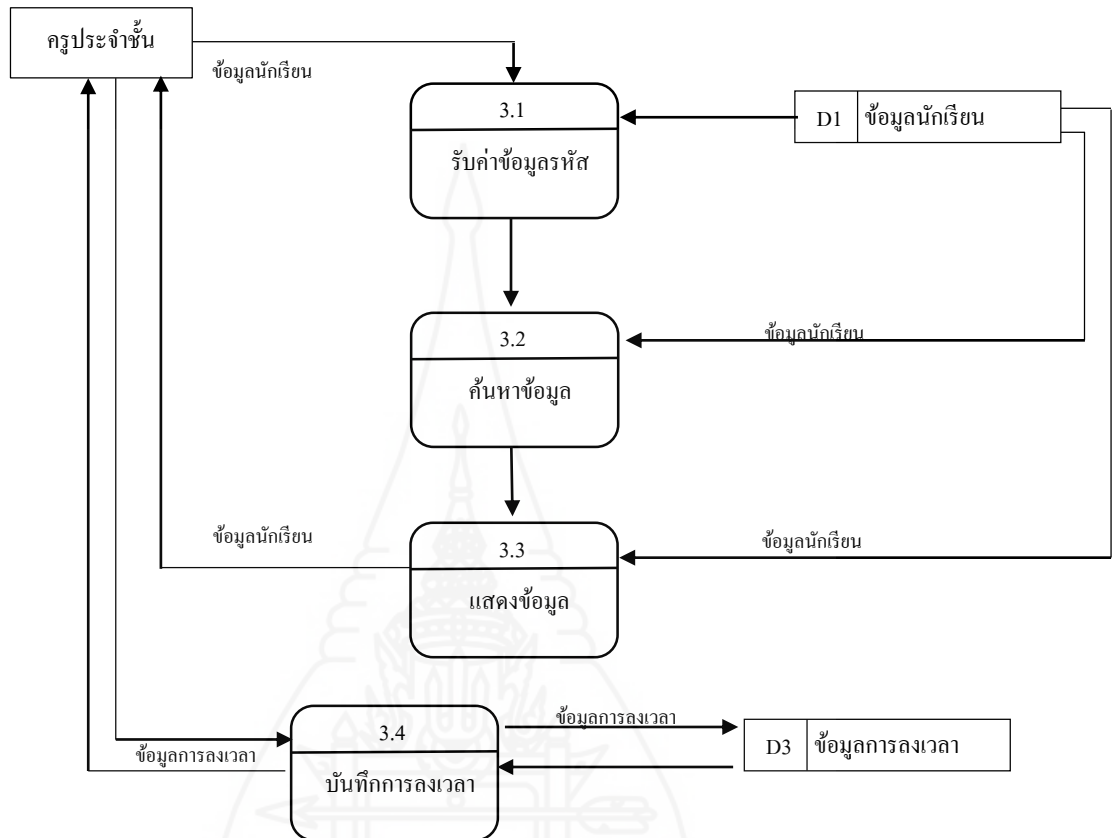 ครูประจำชั้น
ข้อมูลนักเรียน
3.1
รับค่าข้อมูลรหัส
D1 ข้อมูลนักเรียน
3.2
ค้นหาข้อมูล
ข้อมูลนักเรียน
ข้อมูลนักเรียน
3.3
แสดงข้อมูล
ข้อมูลนักเรียน
3.4
บันทึกการลงเวลา
ข้อมูลการลงเวลา
ข้อมูลการลงเวลา
D3 ข้อมูลการลงเวลา